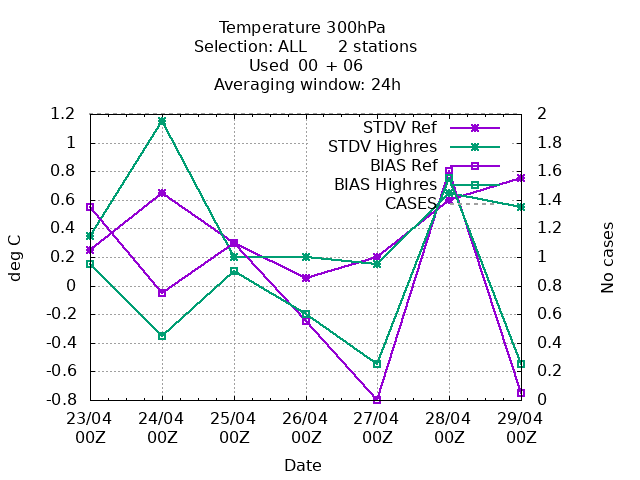 Temperature 300hPa
Selection: ALL 2 stations
Used 00 + 06
Averaging window: 24h
1.2
1
0.8
0.6
0.4
0.2
0
-0.2
-0.4
-0.6
-0.8
deg C
STDV Ref
STDV Highres
BIAS Ref
BIAS Highres
CASES
2
1.8
1.6
1.4
1.2
1
0.8
0.6
0.4
0.2
0
No cases
23/04 24/04 25/04 26/04 27/04 28/04 29/04
00Z 00Z 00Z 00Z 00Z 00Z 00Z
Date